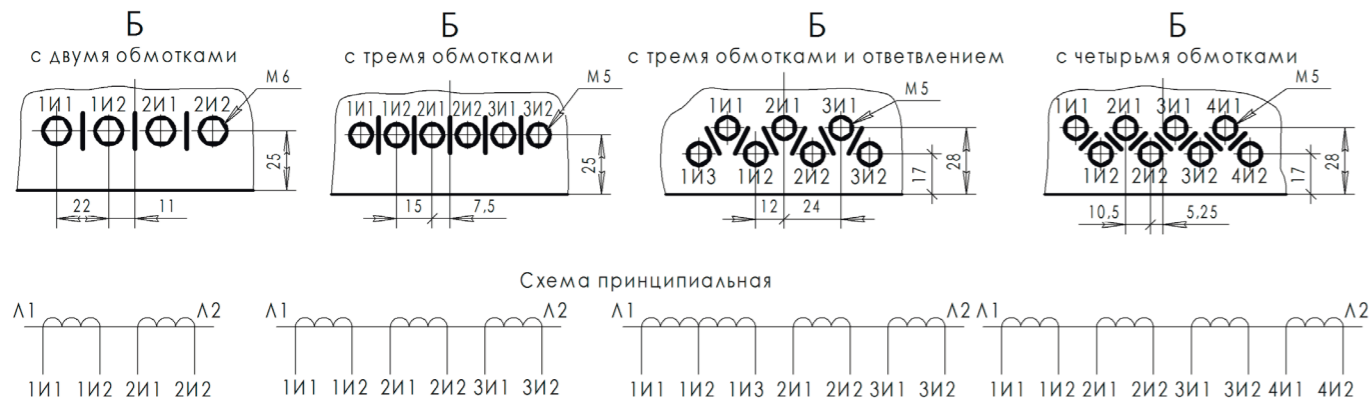 Б Б Б Б
с двумя обмотками с тремя обмотками с тремя обмотками и ответвлением с четырьмя обмотками
М6 М5 М5 М5
1И1 1И2 2И1 2И2
25
22 11
1И1 1И2 2И1 2И2 3И1 3И2
25
15 7,5
1И1 2И1 3И1
1И3 1И2 2И2 3И2
28
17
12 24
1И1 2И1 3И1 4И1
1И2 2И2 3И2 4И2
28
17
10,5 5,25
Схема принципиальная
Л1 Л2 Л1 Л2 Л1 Л2 Л1 Л2
1И1 1И2 2И1 2И2 1И1 1И2 2И1 2И2 3И1 3И2 1И1 1И2 1И3 2И1 2И2 3И1 3И2 1И1 1И2 2И1 2И2 3И1 3И2 4И1 4И2